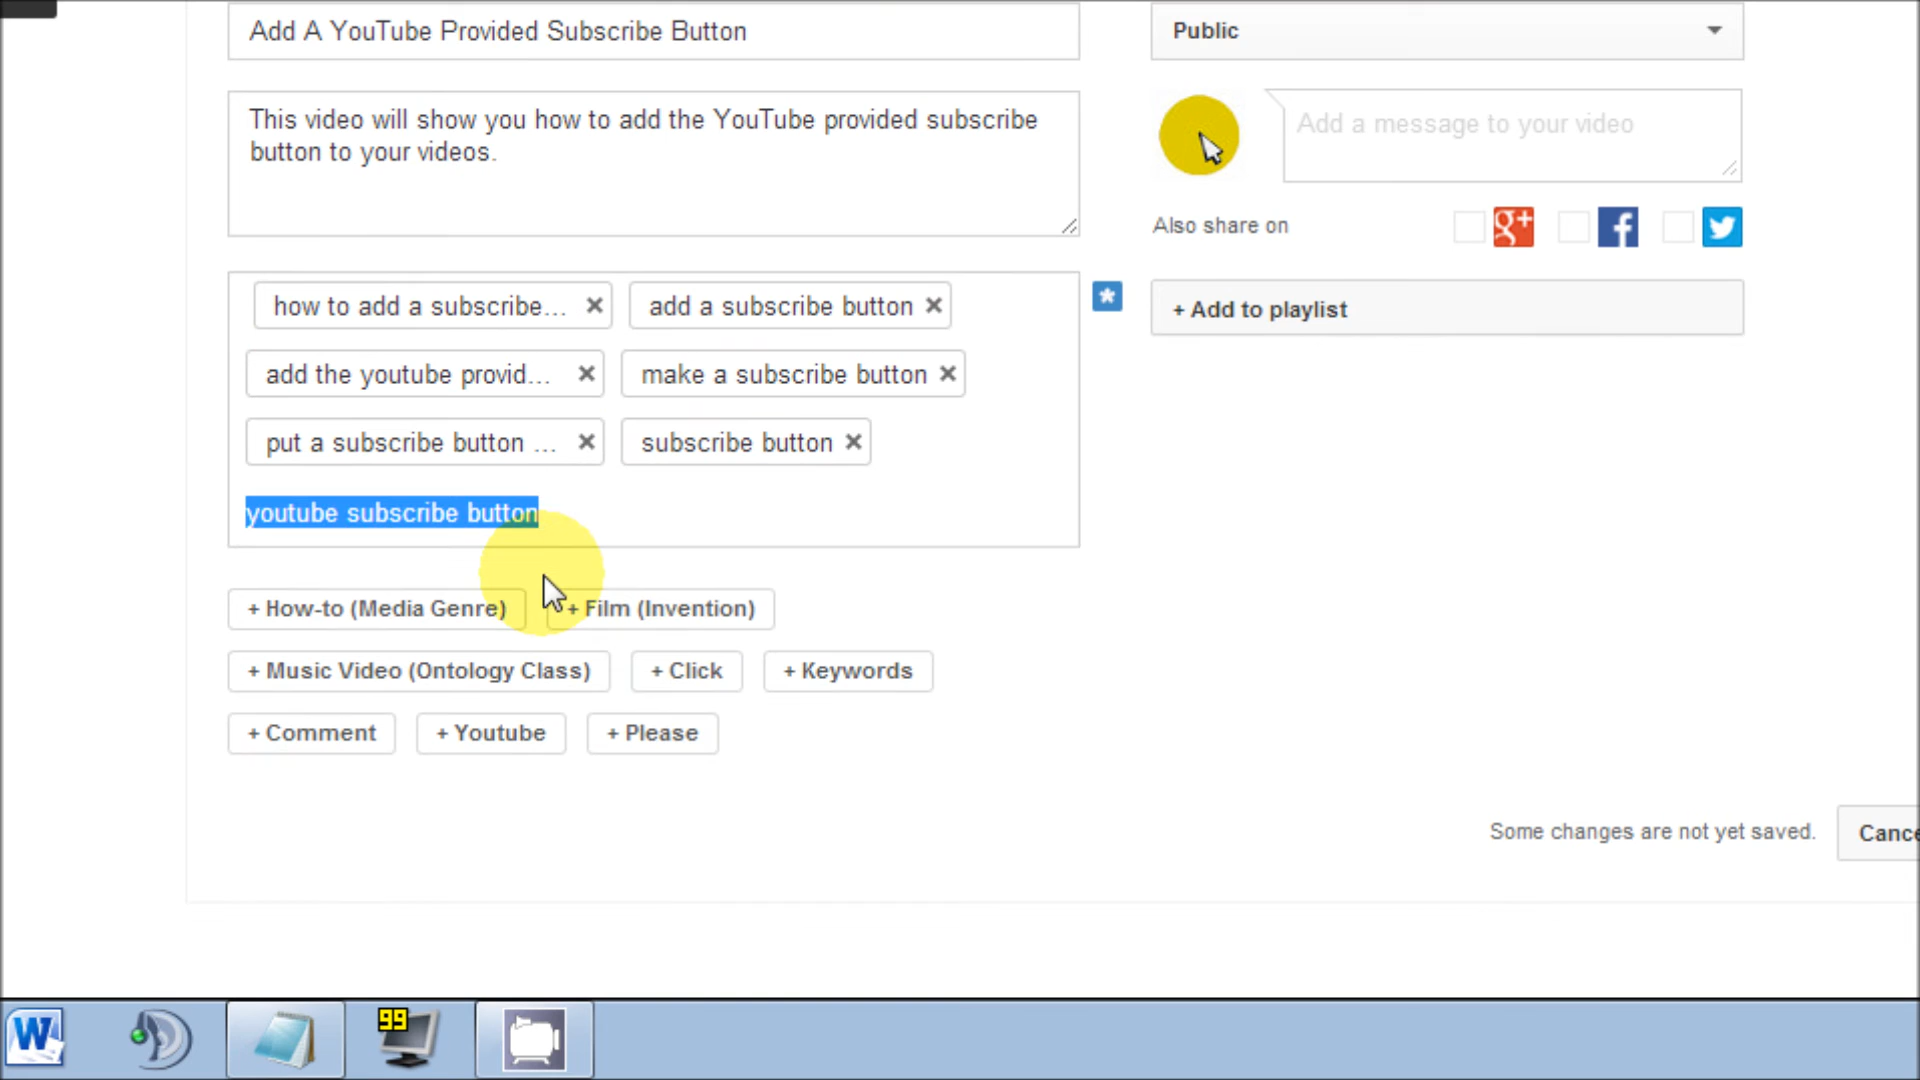 Add A YouTube Provided Subscribe Button
Public
This video will show you how to add the YouTube provided subscribe
button to your videos.
Add a message to your video
Also share on
g+
f
how to add a subscribe...
add a subscribe button
+ Add to playlist
add the youtube provid...
make a subscribe button
put a subscribe button ...
subscribe button
youtube subscribe button
+ How-to (Media Genre)
+ Film (Invention)
+ Music Video (Ontology Class)
+ Click
+ Keywords
+ Comment
+ Youtube
+ Please
Some changes are not yet saved.
Cance
W
99